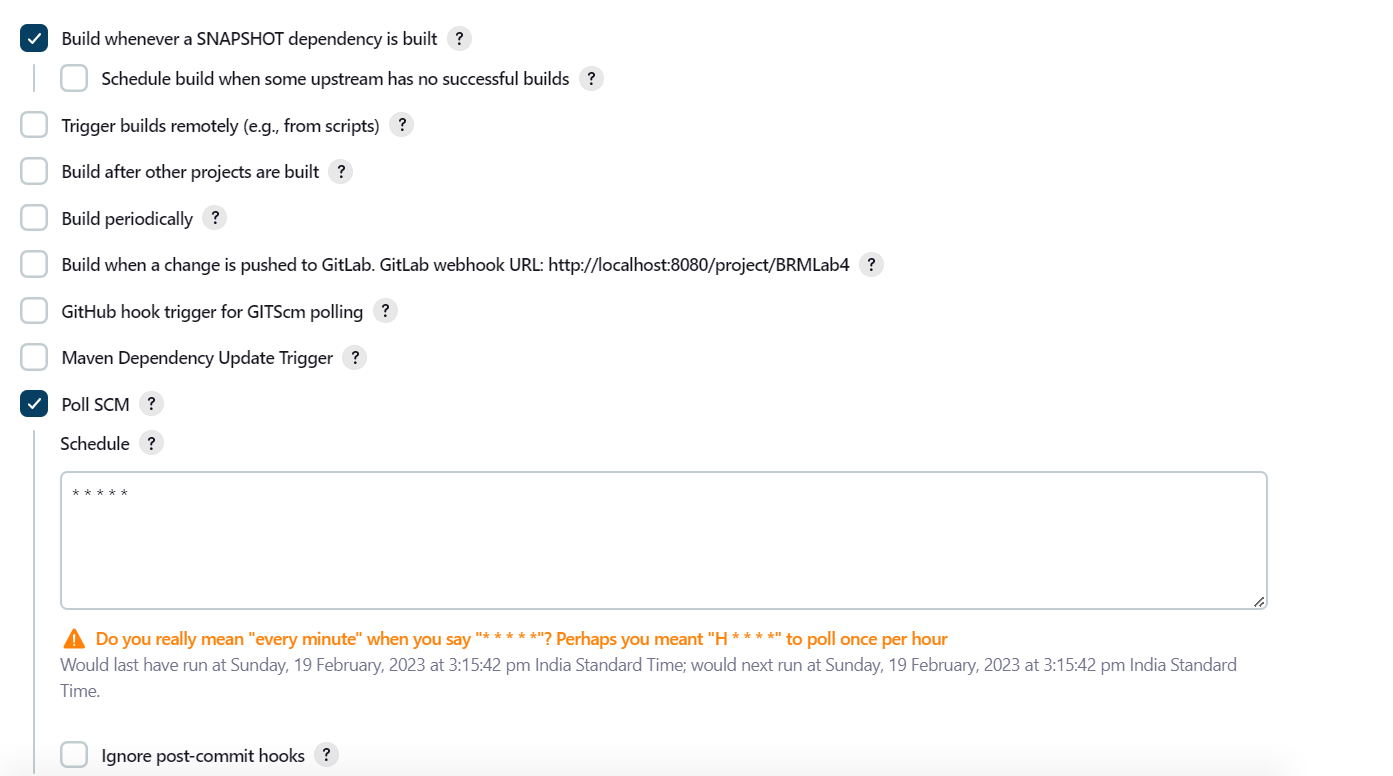 Build whenever a SNAPSHOT dependency is built ?
Schedule build when some upstream has no successful builds ?
Trigger builds remotely (e.g., from scripts) ?
Build after other projects are built ?
Build periodically ?
Build when a change is pushed to GitLab. GitLab webhook URL: http://localhost:8080/project/BRMLab4 ?
GitHub hook trigger for GITScm polling ?
Maven Dependency Update Trigger ?
Poll SCM ?
Schedule ?
* * * * *
Do you really mean "every minute" when you say "* * * * *"? Perhaps you meant "H * * * *" to poll once per hour
Would last have run at Sunday, 19 February, 2023 at 3:15:42 pm India Standard Time; would next run at Sunday, 19 February, 2023 at 3:15:42 pm India Standard
Time.
Ignore post-commit hooks ?